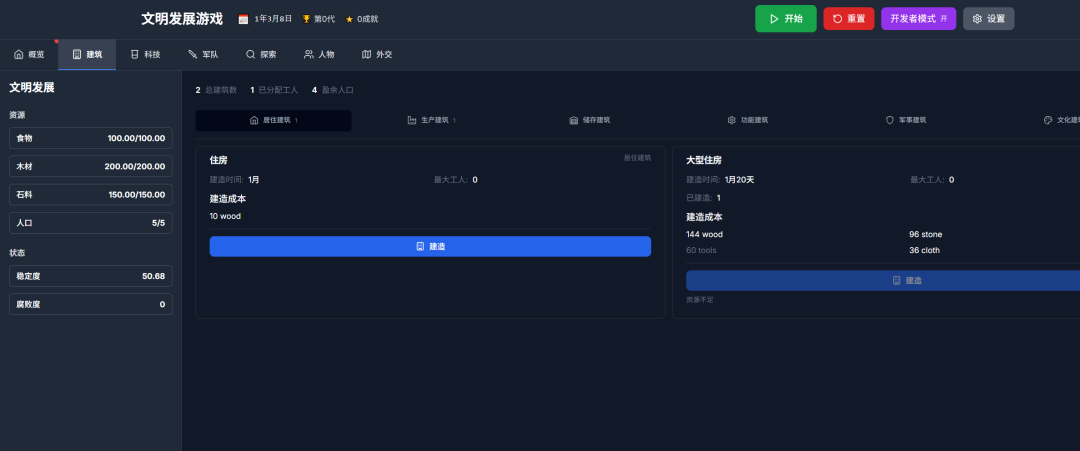 文明发展游戏 1年3月8日 第0代 0成就 开始 重置 开发者模式 开 设置
概览 建筑 科技 军队 探索 人物 外交
文明发展
资源
食物 100.00/100.00
木材 200.00/200.00
石料 150.00/150.00
人口 5/5
状态
稳定度 50.68
腐败度 0
2 总建筑数 1 已分配工人 4 盈余人口
居住建筑 1 生产建筑 1 储存建筑 功能建筑 军事建筑 文化建
住房 居住建筑
建造时间: 1月 最大工人: 0
建造成本
10 wood
建造
大型住房
建造时间: 1月20天 最大工人: 0
已建造: 1
建造成本
144 wood 96 stone
60 tools 36 cloth
建造
资源不足